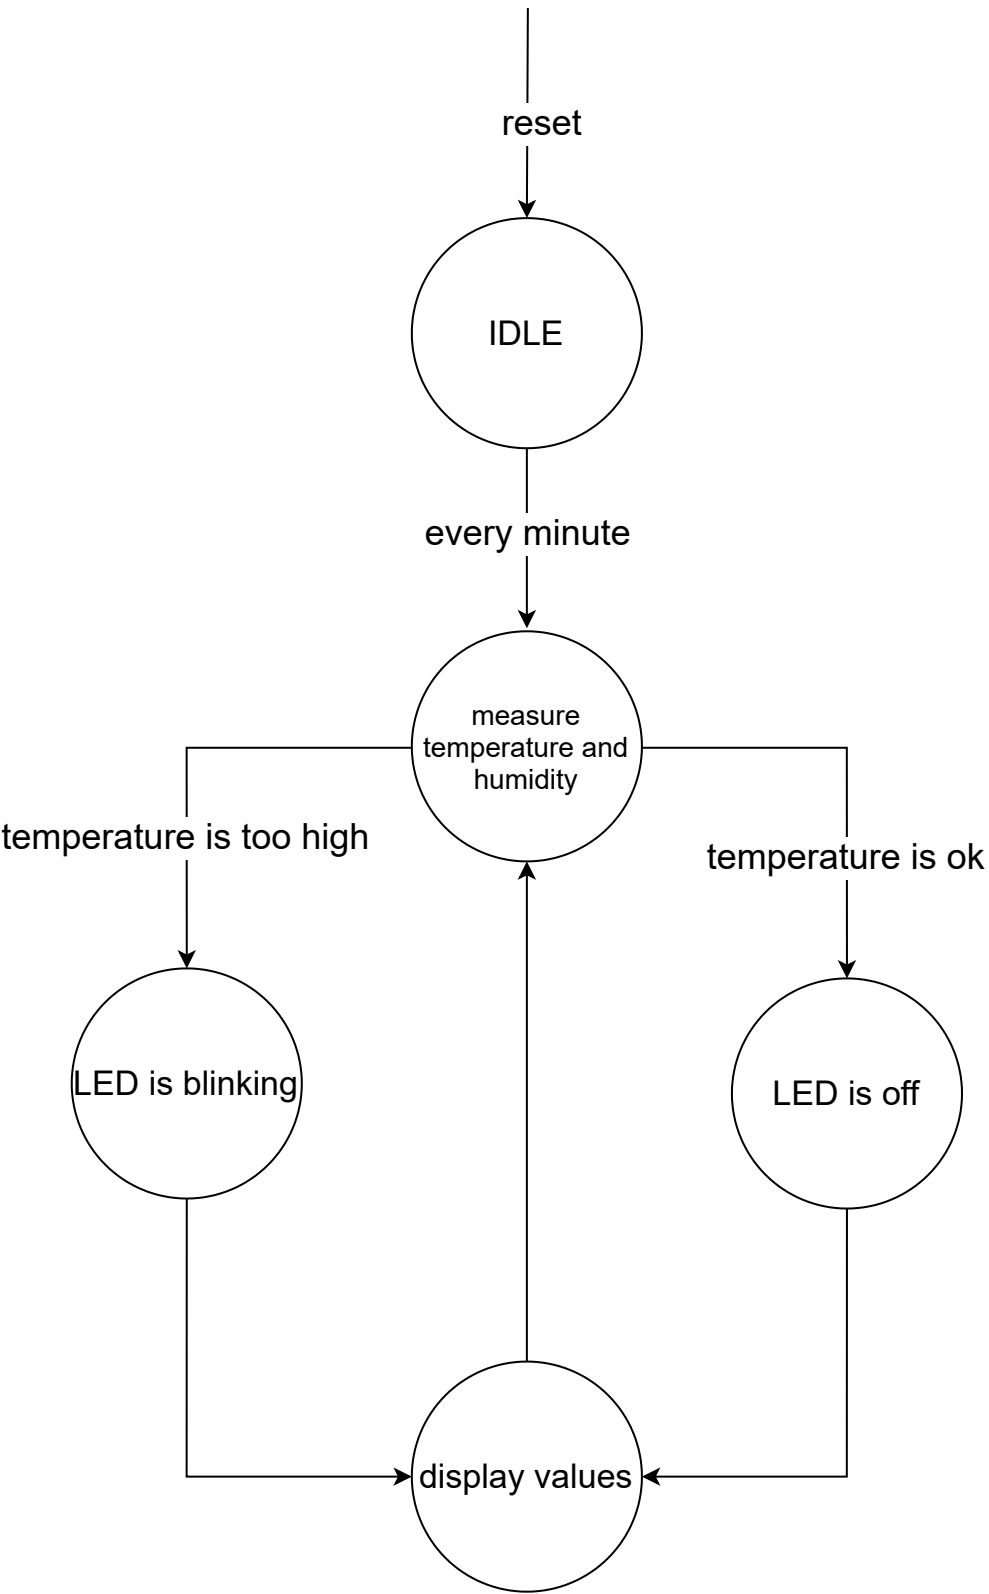 reset
IDLE
every minute
measure
temperature and
humidity
temperature is too high
temperature is ok
LED is blinking
LED is off
display values